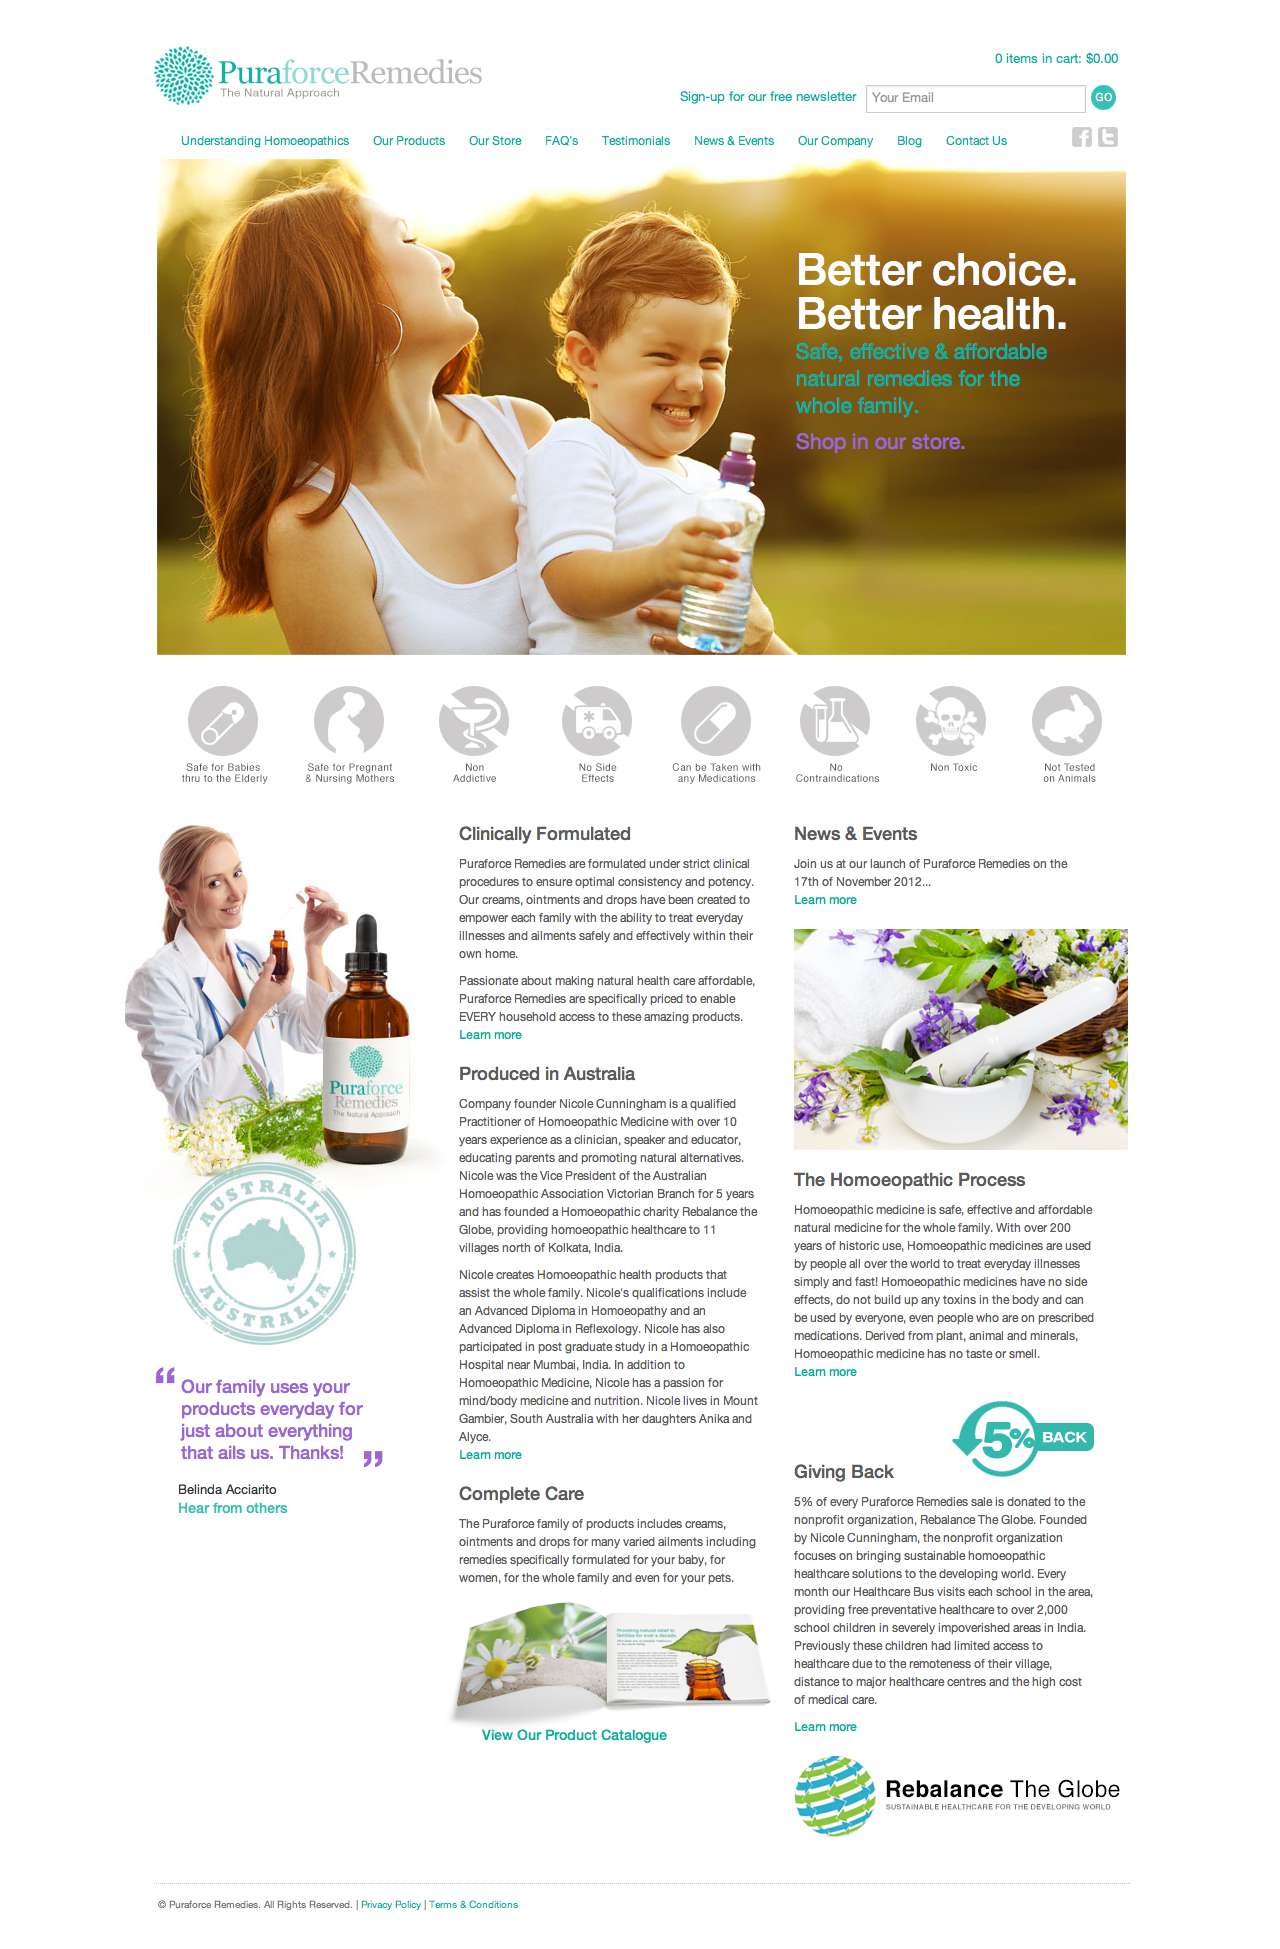 PuraforceRemedies
The Natural Approach
0 items in cart: $0.00
Sign-up for our free newsletter
Your Email
GO
Understanding Homoeopathics
Our Products
Our Store
FAQ's
Testimonials
News & Events
Our Company
Blog
Contact Us
Better choice.
Better health.
Safe, effective & affordable
natural remedies for the
whole family.
Shop in our store.
Safe for Babies
thru to the Elderly
Safe for Pregnant
& Nursing Mothers
Non
Addictive
No Side
Effects
Can be Taken with
any Medications
No
Contraindications
Non Toxic
Not Tested
on Animals
Puraforce
Remedies
The Natural Approach
AUSTRALIA
AUSTRALIA
“ Our family uses your
products everyday for
just about everything
that ails us. Thanks! ”
Belinda Acciarito
Hear from others
Clinically Formulated
Puraforce Remedies are formulated under strict clinical
procedures to ensure optimal consistency and potency.
Our creams, ointments and drops have been created to
empower each family with the ability to treat everyday
illnesses and ailments safely and effectively within their
own home.
Passionate about making natural health care affordable,
Puraforce Remedies are specifically priced to enable
EVERY household access to these amazing products.
Learn more
Produced in Australia
Company founder Nicole Cunningham is a qualified
Practitioner of Homoeopathic Medicine with over 10
years experience as a clinician, speaker and educator,
educating parents and promoting natural alternatives.
Nicole was the Vice President of the Australian
Homoeopathic Association Victorian Branch for 5 years
and has founded a Homoeopathic charity Rebalance the
Globe, providing homoeopathic healthcare to 11
villages north of Kolkata, India.
Nicole creates Homoeopathic health products that
assist the whole family. Nicole's qualifications include
an Advanced Diploma in Homoeopathy and an
Advanced Diploma in Reflexology. Nicole has also
participated in post graduate study in a Homoeopathic
Hospital near Mumbai, India. In addition to
Homoeopathic Medicine, Nicole has a passion for
mind/body medicine and nutrition. Nicole lives in Mount
Gambier, South Australia with her daughters Anika and
Alyce.
Learn more
Complete Care
The Puraforce family of products includes creams,
ointments and drops for many varied ailments including
remedies specifically formulated for your baby, for
women, for the whole family and even for your pets.
Providing natural relief to
families for over a decade.
View Our Product Catalogue
News & Events
Join us at our launch of Puraforce Remedies on the
17th of November 2012...
Learn more
The Homoeopathic Process
Homoeopathic medicine is safe, effective and affordable
natural medicine for the whole family. With over 200
years of historic use, Homoeopathic medicines are used
by people all over the world to treat everyday illnesses
simply and fast! Homoeopathic medicines have no side
effects, do not build up any toxins in the body and can
be used by everyone, even people who are on prescribed
medications. Derived from plant, animal and minerals,
Homoeopathic medicine has no taste or smell.
Learn more
5% BACK
Giving Back
5% of every Puraforce Remedies sale is donated to the
nonprofit organization, Rebalance The Globe. Founded
by Nicole Cunningham, the nonprofit organization
focuses on bringing sustainable homoeopathic
healthcare solutions to the developing world. Every
month our Healthcare Bus visits each school in the area,
providing free preventative healthcare to over 2,000
school children in severely impoverished areas in India.
Previously these children had limited access to
healthcare due to the remoteness of their village,
distance to major healthcare centres and the high cost
of medical care.
Learn more
Rebalance The Globe
SUSTAINABLE HEALTHCARE FOR THE DEVELOPING WORLD
© Puraforce Remedies. All Rights Reserved. | Privacy Policy | Terms & Conditions